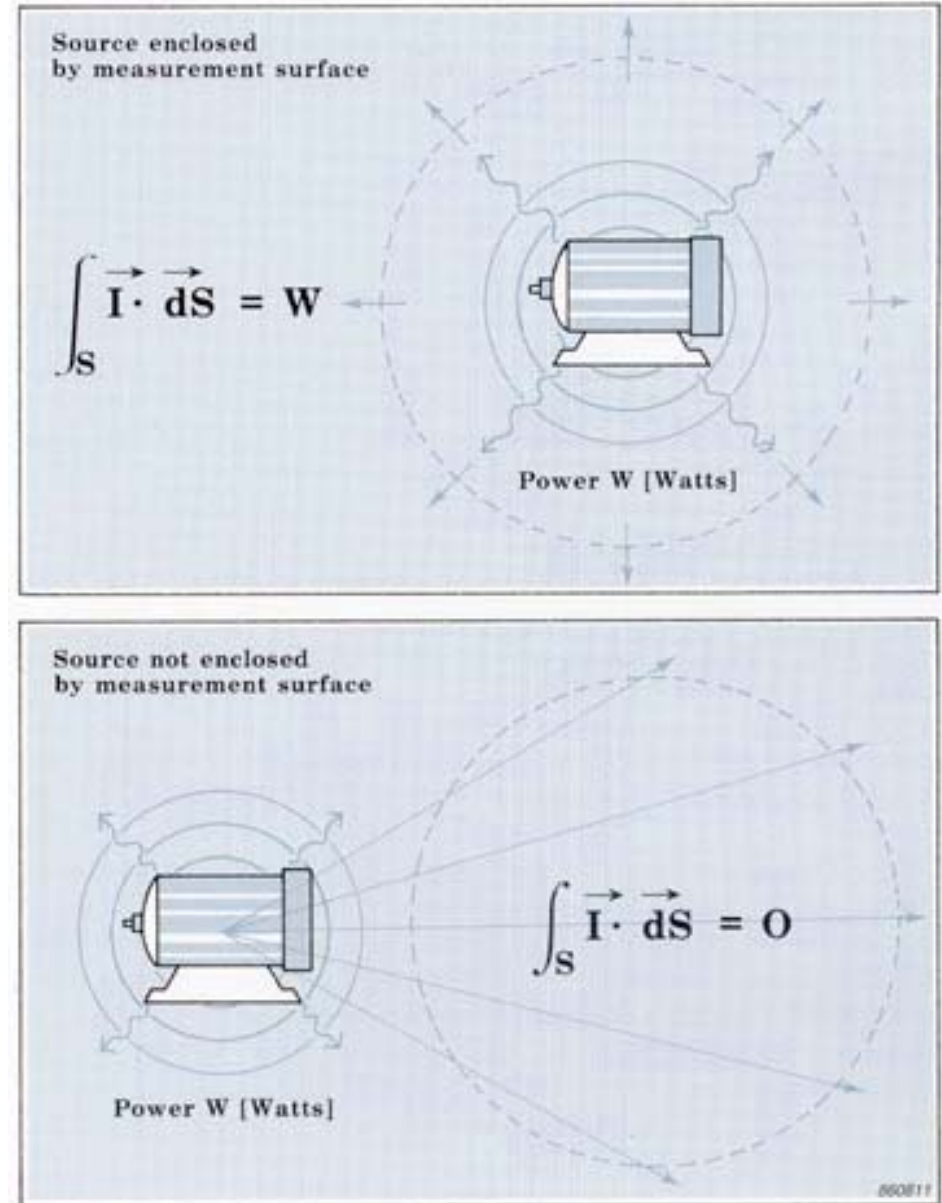 Source enclosed
by measurement surface
∫S I⃗ · dS⃗ = W
Power W [Watts]
Source not enclosed
by measurement surface
∫S I⃗ · dS⃗ = O
Power W [Watts]
860811